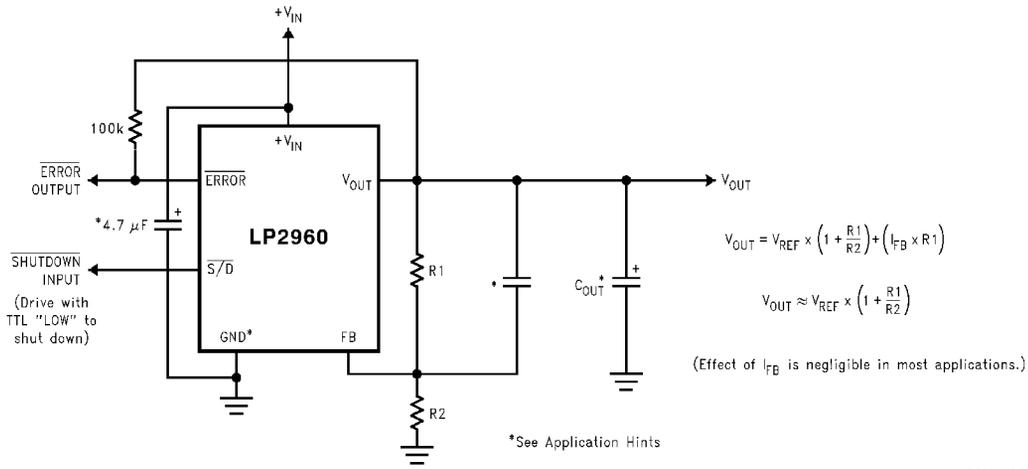 +V_IN
100k
+V_IN
ERROR
OUTPUT
ERROR
V_OUT
V_OUT
*4.7 μF
+
LP2960
V_OUT = V_REF x (1 + R1/R2) + (I_FB x R1)
SHUTDOWN
INPUT
S/D
R1
*
C_OUT*
+
V_OUT ≈ V_REF x (1 + R1/R2)
(Drive with
TTL "LOW" to
shut down)
GND*
FB
(Effect of I_FB is negligible in most applications.)
R2
*See Application Hints